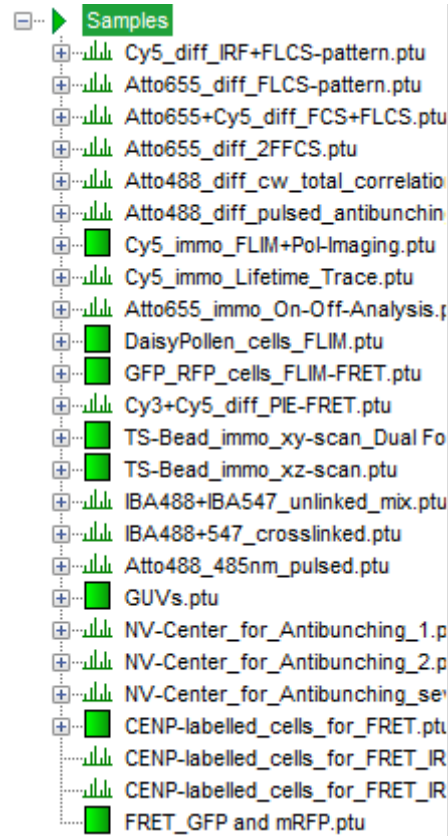 Samples
Cy5_diff_IRF+FLCS-pattern.ptu
Atto655_diff_FLCS-pattern.ptu
Atto655+Cy5_diff_FCS+FLCS.ptu
Atto655_diff_2FFCS.ptu
Atto488_diff_cw_total_correlatio
Atto488_diff_pulsed_antibunchin
Cy5_immo_FLIM+Pol-Imaging.ptu
Cy5_immo_Lifetime_Trace.ptu
Atto655_immo_On-Off-Analysis.p
DaisyPollen_cells_FLIM.ptu
GFP_RFP_cells_FLIM-FRET.ptu
Cy3+Cy5_diff_PIE-FRET.ptu
TS-Bead_immo_xy-scan_Dual Fo
TS-Bead_immo_xz-scan.ptu
IBA488+IBA547_unlinked_mix.ptu
IBA488+547_crosslinked.ptu
Atto488_485nm_pulsed.ptu
GUVs.ptu
NV-Center_for_Antibunching_1.p
NV-Center_for_Antibunching_2.p
NV-Center_for_Antibunching_se
CENP-labelled_cells_for_FRET.ptu
CENP-labelled_cells_for_FRET_IR
CENP-labelled_cells_for_FRET_IR
FRET_GFP and mRFP.ptu